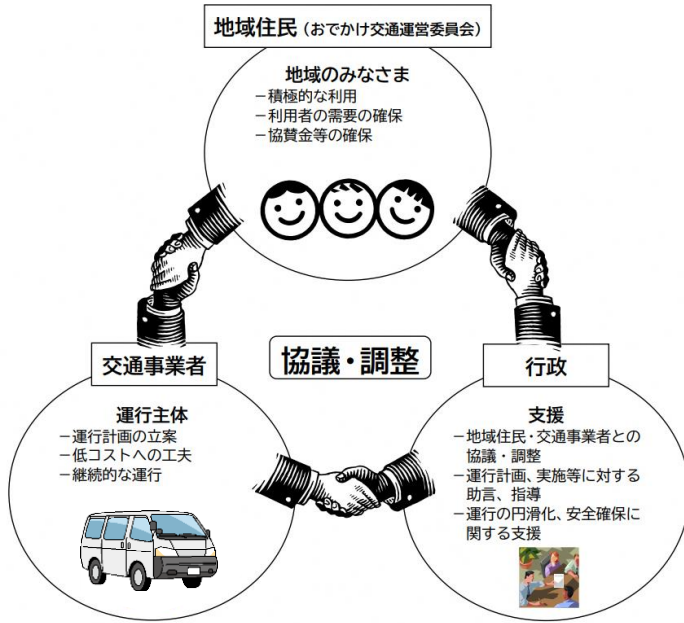 地域住民（おでかけ交通運営委員会）
地域のみなさま
－積極的な利用
－利用者の需要の確保
－協賛金等の確保
協議・調整
交通事業者
運行主体
－運行計画の立案
－低コストへの工夫
－継続的な運行
行政
支援
－地域住民・交通事業者との
協議・調整
－運行計画、実施等に対する
助言、指導
－運行の円滑化、安全確保に
関する支援